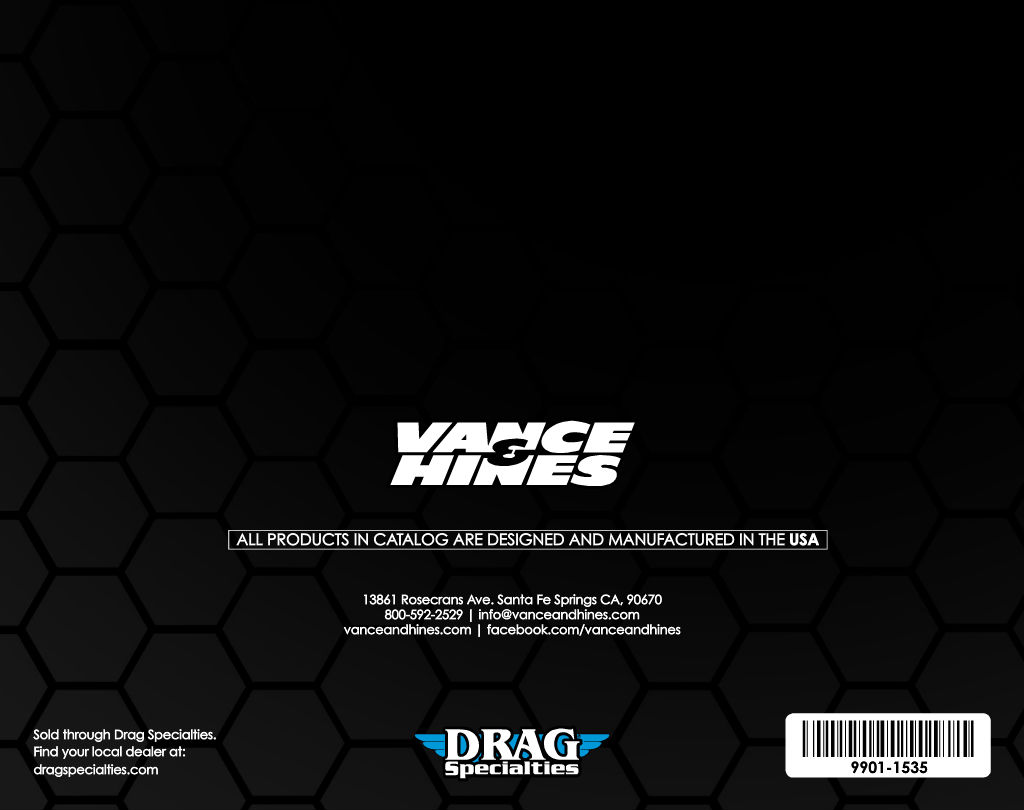 VANCE
&
HINES
ALL PRODUCTS IN CATALOG ARE DESIGNED AND MANUFACTURED IN THE USA
13861 Rosecrans Ave. Santa Fe Springs CA, 90670
800-592-2529 | info@vanceandhines.com
vanceandhines.com | facebook.com/vanceandhines
Sold through Drag Specialties.
Find your local dealer at:
dragspecialties.com
DRAG
Specialties
9901-1535